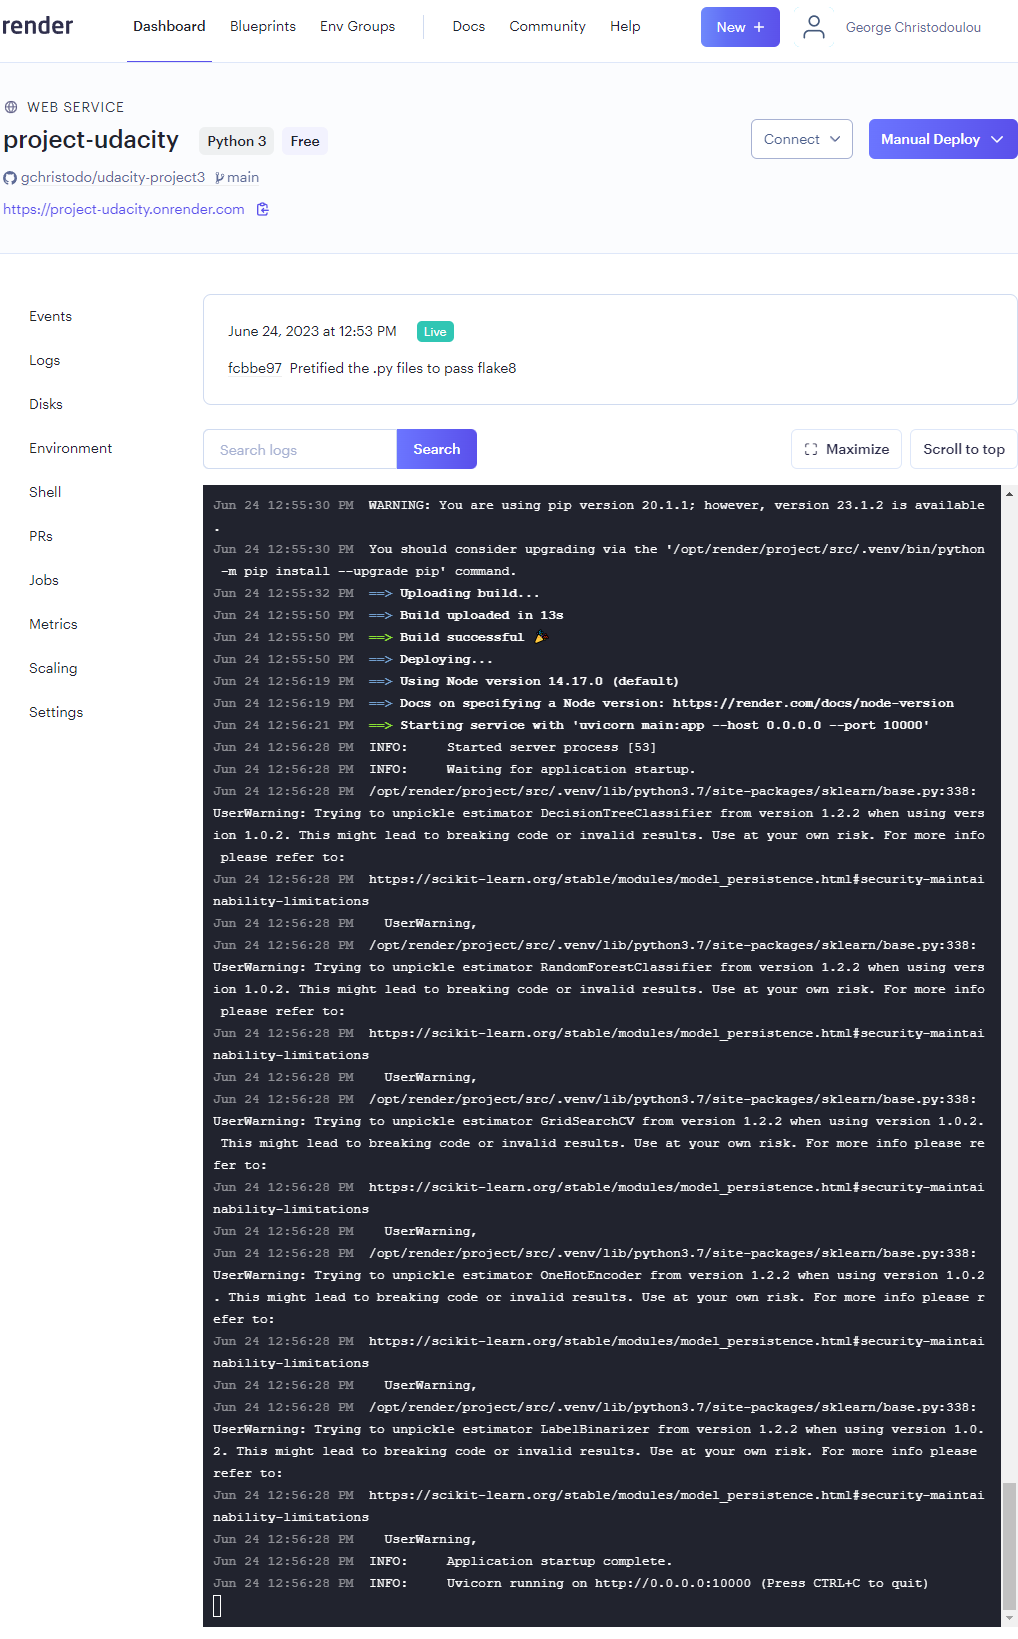 render Dashboard Blueprints Env Groups Docs Community Help New + George Christodoulou
WEB SERVICE
project-udacity Python 3 Free Connect Manual Deploy
gchristodo/udacity-project3 main
https://project-udacity.onrender.com
Events
Logs
Disks
Environment
Shell
PRs
Jobs
Metrics
Scaling
Settings
June 24, 2023 at 12:53 PM Live
fcbbe97 Pretified the .py files to pass flake8
Search logs Search Maximize Scroll to top
Jun 24 12:55:30 PM WARNING: You are using pip version 20.1.1; however, version 23.1.2 is available
.
Jun 24 12:55:30 PM You should consider upgrading via the '/opt/render/project/src/.venv/bin/python
-m pip install --upgrade pip' command.
Jun 24 12:55:32 PM ==> Uploading build...
Jun 24 12:55:50 PM ==> Build uploaded in 13s
Jun 24 12:55:50 PM ==> Build successful 🎉
Jun 24 12:55:50 PM ==> Deploying...
Jun 24 12:56:19 PM ==> Using Node version 14.17.0 (default)
Jun 24 12:56:19 PM ==> Docs on specifying a Node version: https://render.com/docs/node-version
Jun 24 12:56:21 PM ==> Starting service with 'uvicorn main:app --host 0.0.0.0 --port 10000'
Jun 24 12:56:28 PM INFO: Started server process [53]
Jun 24 12:56:28 PM INFO: Waiting for application startup.
Jun 24 12:56:28 PM /opt/render/project/src/.venv/lib/python3.7/site-packages/sklearn/base.py:338:
UserWarning: Trying to unpickle estimator DecisionTreeClassifier from version 1.2.2 when using vers
ion 1.0.2. This might lead to breaking code or invalid results. Use at your own risk. For more info
please refer to:
Jun 24 12:56:28 PM https://scikit-learn.org/stable/modules/model_persistence.html#security-maintai
nability-limitations
Jun 24 12:56:28 PM UserWarning,
Jun 24 12:56:28 PM /opt/render/project/src/.venv/lib/python3.7/site-packages/sklearn/base.py:338:
UserWarning: Trying to unpickle estimator RandomForestClassifier from version 1.2.2 when using vers
ion 1.0.2. This might lead to breaking code or invalid results. Use at your own risk. For more info
please refer to:
Jun 24 12:56:28 PM https://scikit-learn.org/stable/modules/model_persistence.html#security-maintai
nability-limitations
Jun 24 12:56:28 PM UserWarning,
Jun 24 12:56:28 PM /opt/render/project/src/.venv/lib/python3.7/site-packages/sklearn/base.py:338:
UserWarning: Trying to unpickle estimator GridSearchCV from version 1.2.2 when using version 1.0.2.
This might lead to breaking code or invalid results. Use at your own risk. For more info please re
fer to:
Jun 24 12:56:28 PM https://scikit-learn.org/stable/modules/model_persistence.html#security-maintai
nability-limitations
Jun 24 12:56:28 PM UserWarning,
Jun 24 12:56:28 PM /opt/render/project/src/.venv/lib/python3.7/site-packages/sklearn/base.py:338:
UserWarning: Trying to unpickle estimator OneHotEncoder from version 1.2.2 when using version 1.0.2
. This might lead to breaking code or invalid results. Use at your own risk. For more info please r
efer to:
Jun 24 12:56:28 PM https://scikit-learn.org/stable/modules/model_persistence.html#security-maintai
nability-limitations
Jun 24 12:56:28 PM UserWarning,
Jun 24 12:56:28 PM /opt/render/project/src/.venv/lib/python3.7/site-packages/sklearn/base.py:338:
UserWarning: Trying to unpickle estimator LabelBinarizer from version 1.2.2 when using version 1.0.
2. This might lead to breaking code or invalid results. Use at your own risk. For more info please
refer to:
Jun 24 12:56:28 PM https://scikit-learn.org/stable/modules/model_persistence.html#security-maintai
nability-limitations
Jun 24 12:56:28 PM UserWarning,
Jun 24 12:56:28 PM INFO: Application startup complete.
Jun 24 12:56:28 PM INFO: Uvicorn running on http://0.0.0.0:10000 (Press CTRL+C to quit)